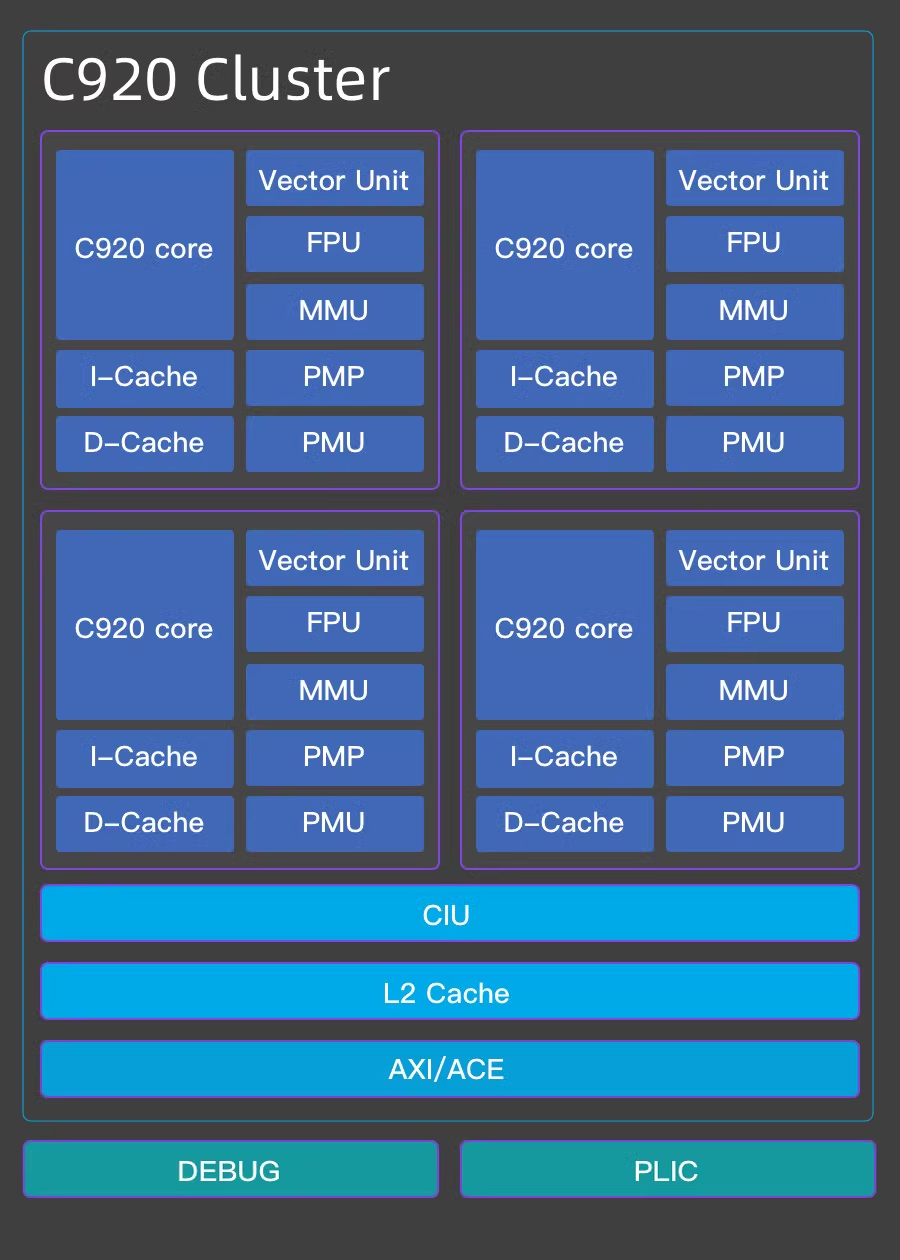 C920 Cluster
C920 core
Vector Unit
FPU
MMU
I–Cache
PMP
D–Cache
PMU
C920 core
Vector Unit
FPU
MMU
I–Cache
PMP
D–Cache
PMU
C920 core
Vector Unit
FPU
MMU
I–Cache
PMP
D–Cache
PMU
C920 core
Vector Unit
FPU
MMU
I–Cache
PMP
D–Cache
PMU
CIU
L2 Cache
AXI/ACE
DEBUG
PLIC